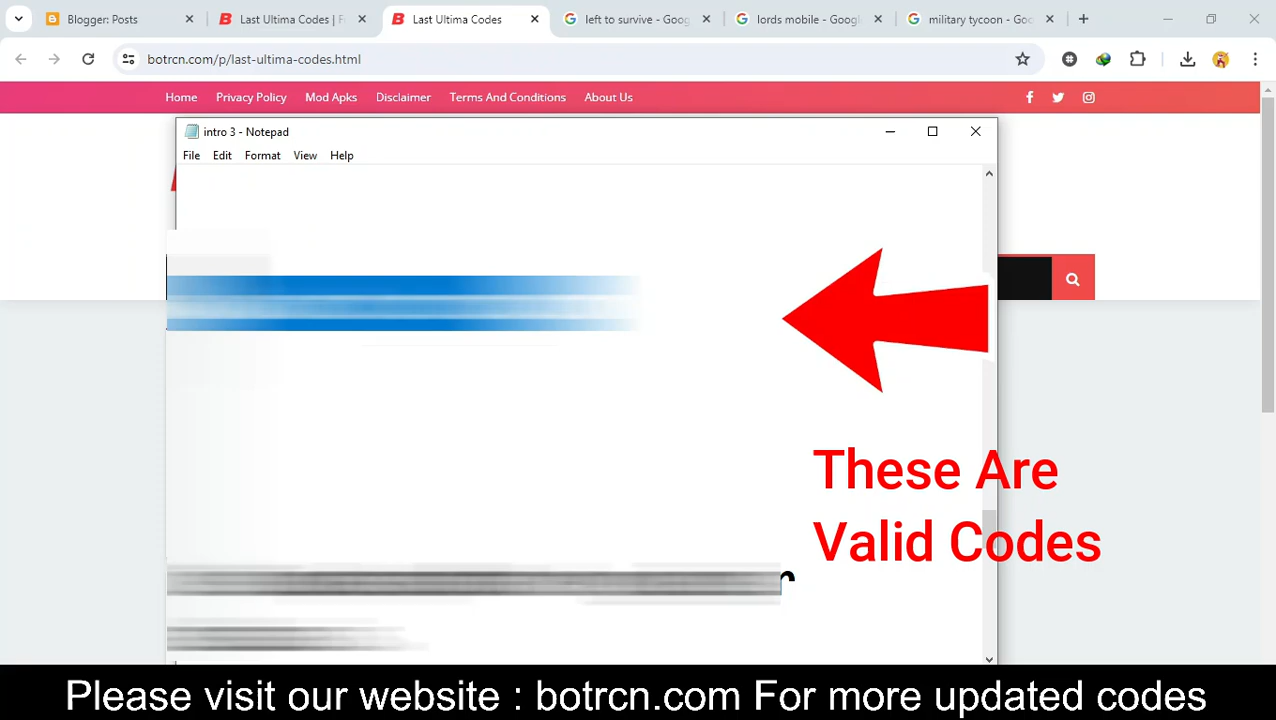 Blogger: Posts
Last Ultima Codes | F
Last Ultima Codes
left to survive - Goog
lords mobile - Google
military tycoon - Goo
botrcn.com/p/last-ultima-codes.html
Home Privacy Policy Mod Apks Disclaimer Terms And Conditions About Us
intro 3 - Notepad
File Edit Format View Help
These Are
Valid Codes
Please visit our website : botrcn.com For more updated codes